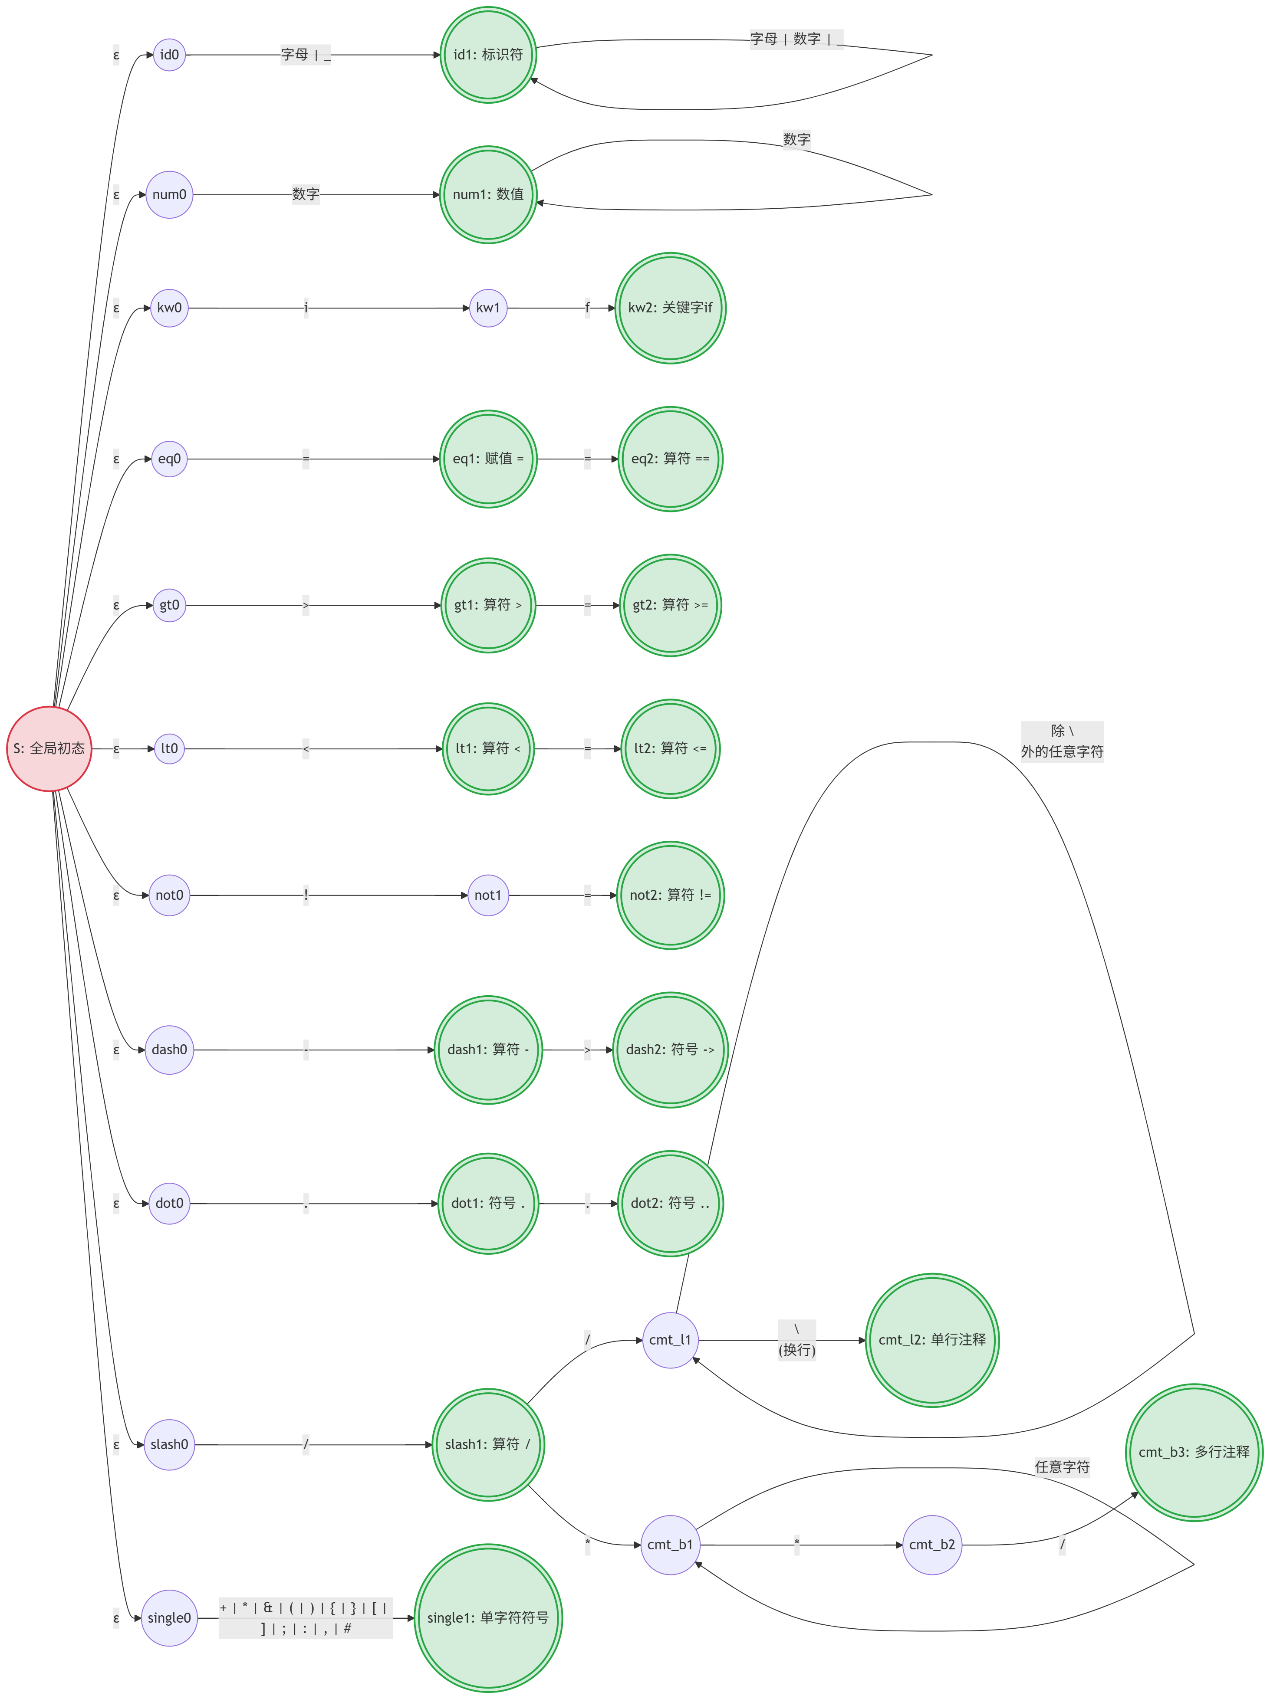 ε
id0
字母 | _
id1: 标识符
字母 | 数字 | _
ε
num0
数字
num1: 数值
数字
ε
kw0
i
kw1
f
kw2: 关键字if
ε
eq0
=
eq1: 赋值 =
=
eq2: 算符 ==
ε
gt0
>
gt1: 算符 >
=
gt2: 算符 >=
S: 全局初态
ε
lt0
<
lt1: 算符 <
=
lt2: 算符 <=
除 \
外的任意字符
ε
not0
!
not1
=
not2: 算符 !=
ε
dash0
-
dash1: 算符 -
>
dash2: 符号 ->
ε
dot0
.
dot1: 符号 .
.
dot2: 符号 ..
/
cmt_l1
\
(换行)
cmt_l2: 单行注释
ε
slash0
/
slash1: 算符 /
任意字符
cmt_b3: 多行注释
*
cmt_b1
*
cmt_b2
/
ε
single0
+ | * | & | ( | ) | { | } | [ |
] | ; | : | , | #
single1: 单字符符号